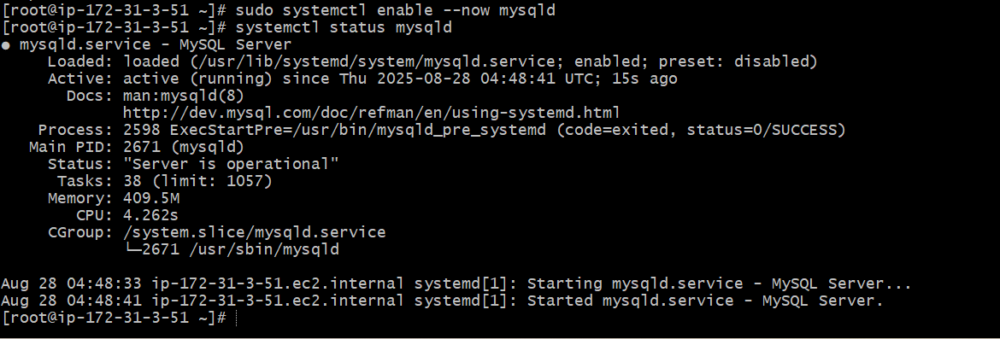 [root@ip-172-31-3-51 ~]# sudo systemctl enable --now mysqld
[root@ip-172-31-3-51 ~]# systemctl status mysqld
● mysqld.service - MySQL Server
     Loaded: loaded (/usr/lib/systemd/system/mysqld.service; enabled; preset: disabled)
     Active: active (running) since Thu 2025-08-28 04:48:41 UTC; 15s ago
       Docs: man:mysqld(8)
             http://dev.mysql.com/doc/refman/en/using-systemd.html
    Process: 2598 ExecStartPre=/usr/bin/mysqld_pre_systemd (code=exited, status=0/SUCCESS)
   Main PID: 2671 (mysqld)
     Status: "Server is operational"
      Tasks: 38 (limit: 1057)
     Memory: 409.5M
        CPU: 4.262s
     CGroup: /system.slice/mysqld.service
             └─2671 /usr/sbin/mysqld

Aug 28 04:48:33 ip-172-31-3-51.ec2.internal systemd[1]: Starting mysqld.service - MySQL Server...
Aug 28 04:48:41 ip-172-31-3-51.ec2.internal systemd[1]: Started mysqld.service - MySQL Server.
[root@ip-172-31-3-51 ~]#